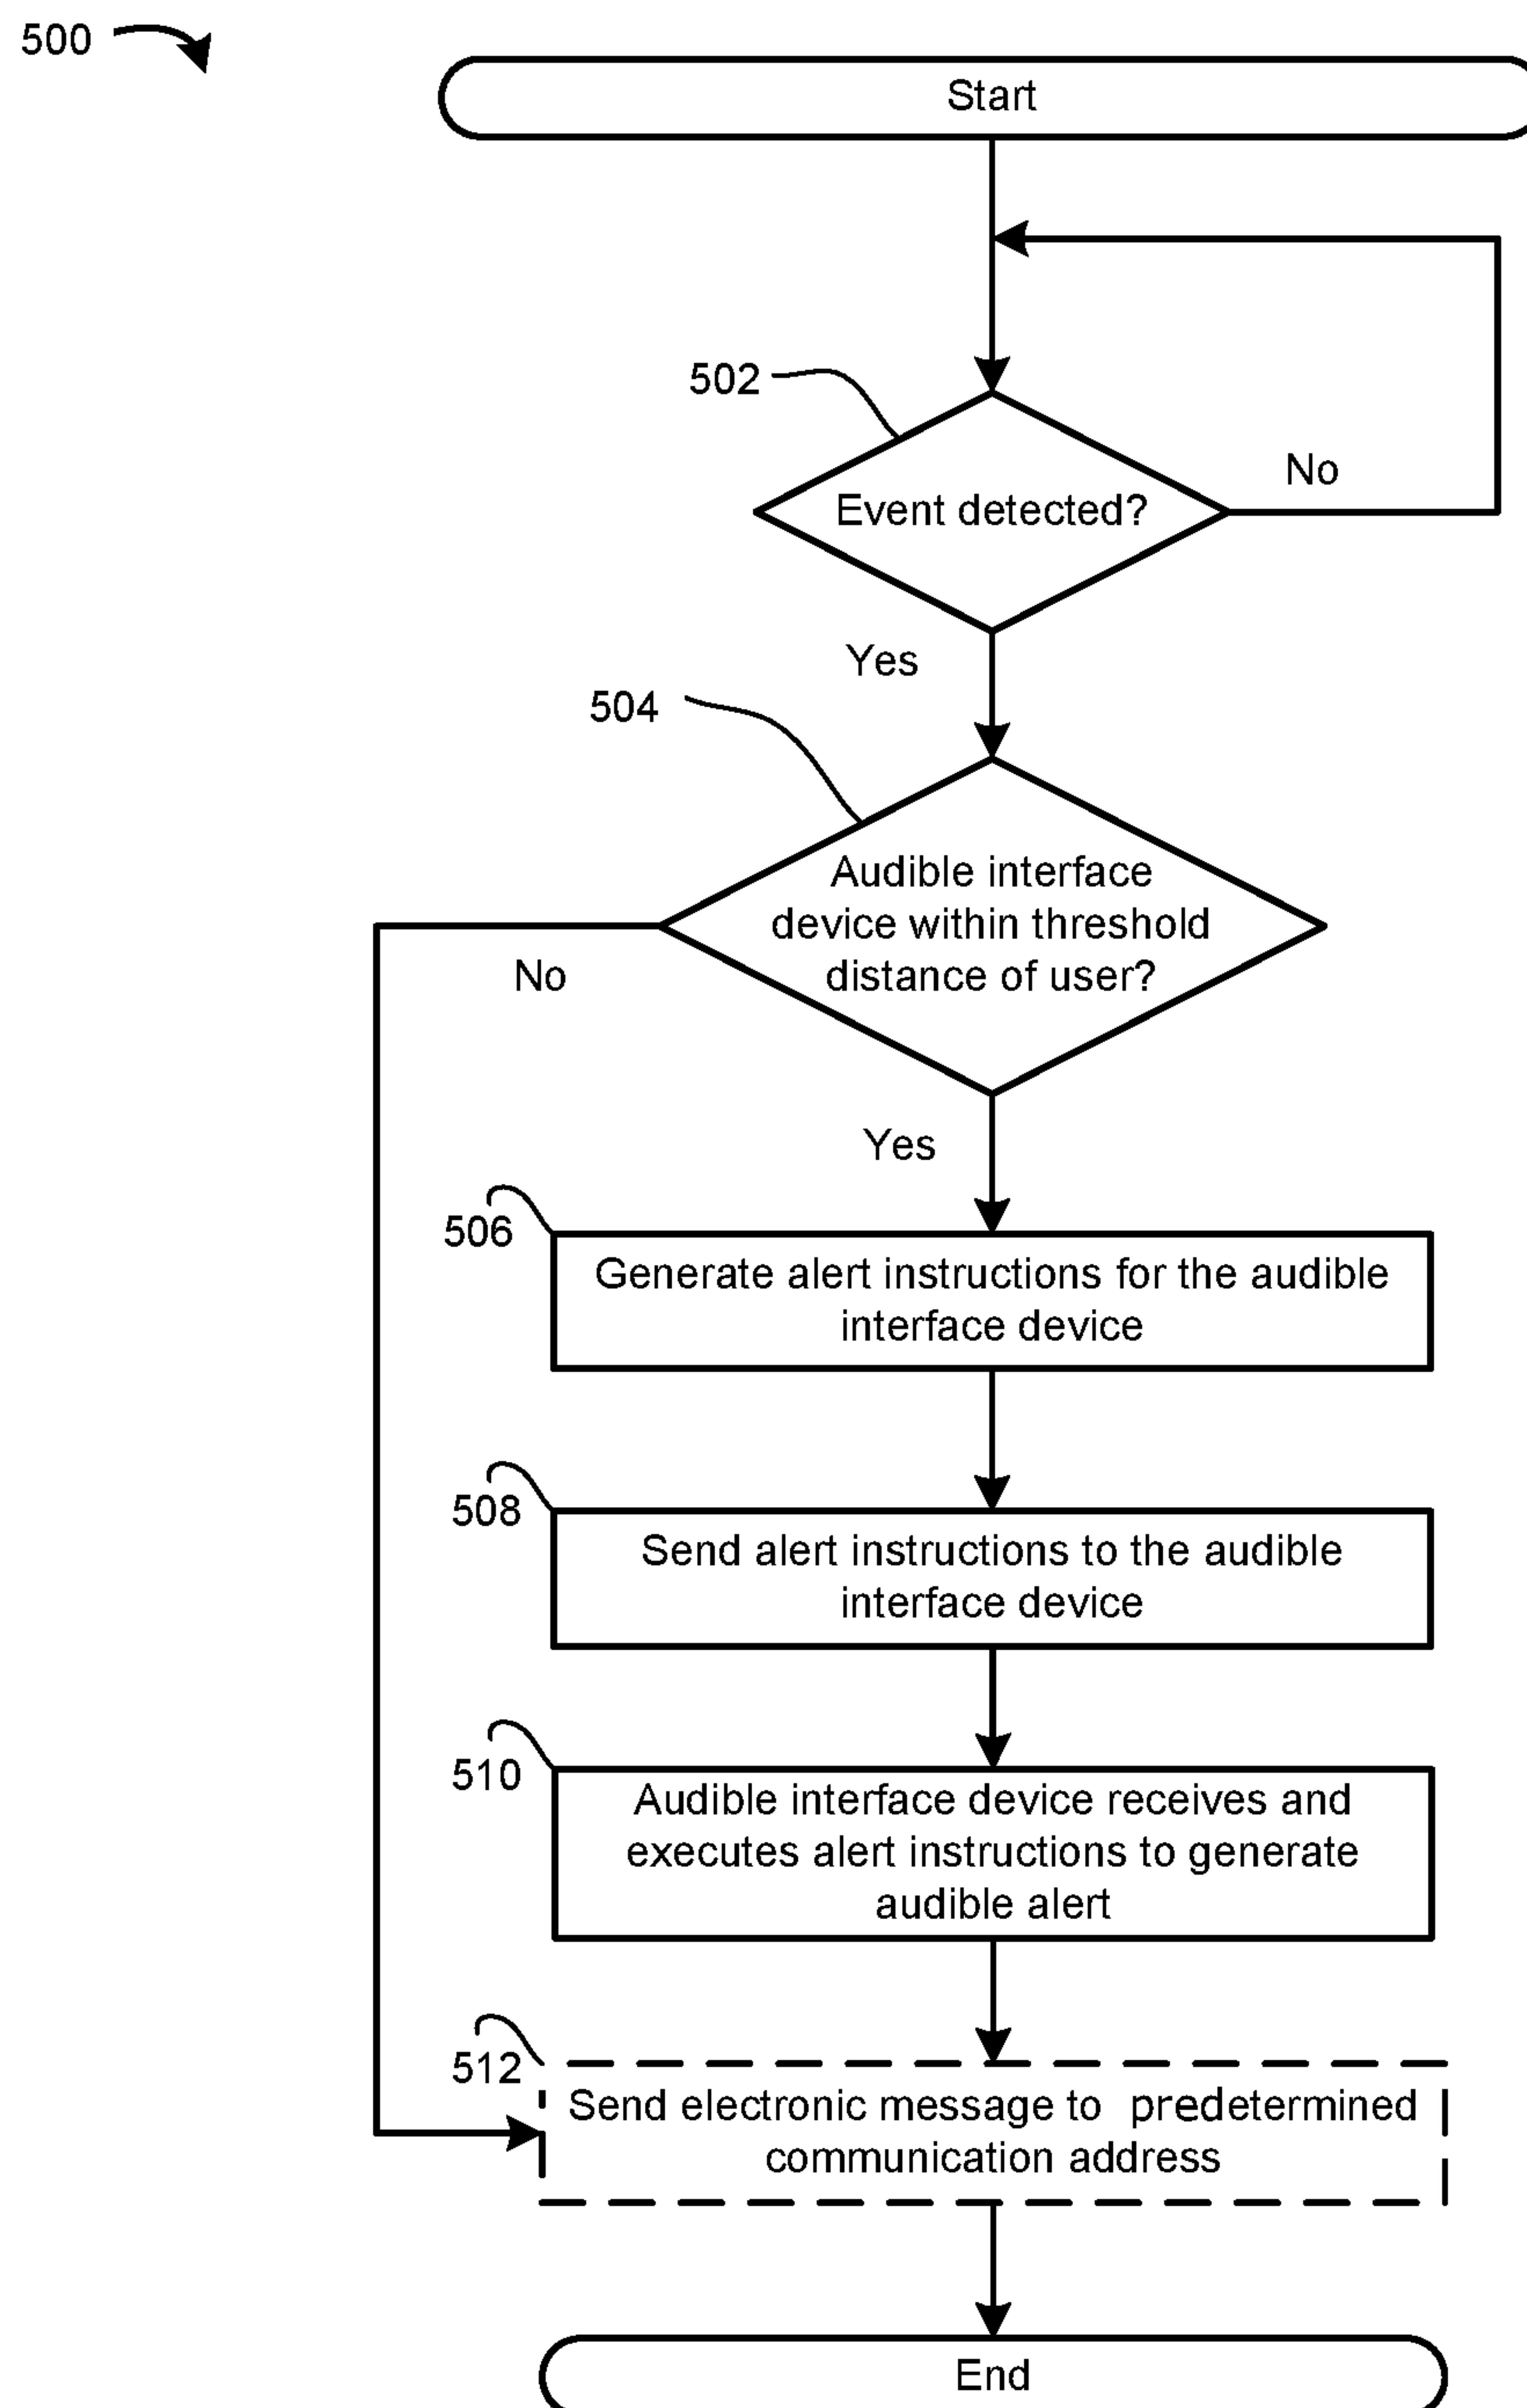 500
Start
502
Event detected?
No
Yes
504
Audible interface
device within threshold
distance of user?
No
Yes
506
Generate alert instructions for the audible
interface device
508
Send alert instructions to the audible
interface device
510
Audible interface device receives and
executes alert instructions to generate
audible alert
512
Send electronic message to predetermined
communication address
End